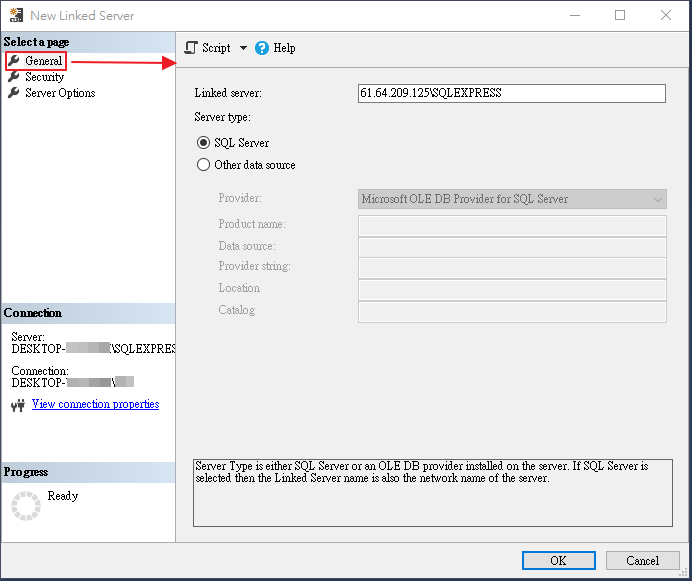 New Linked Server
Select a page
General
Security
Server Options
Script
Help
Linked server:
61.64.209.125\SQLEXPRESS
Server type:
SQL Server
Other data source
Provider:
Microsoft OLE DB Provider for SQL Server
Product name:
Data source:
Provider string:
Location
Catalog
Connection
Server:
DESKTOP-
\SQLEXPRES
Connection:
DESKTOP-
\
View connection properties
Progress
Ready
Server Type is either SQL Server or an OLE DB provider installed on the server. If SQL Server is
selected then the Linked Server name is also the network name of the server.
OK
Cancel